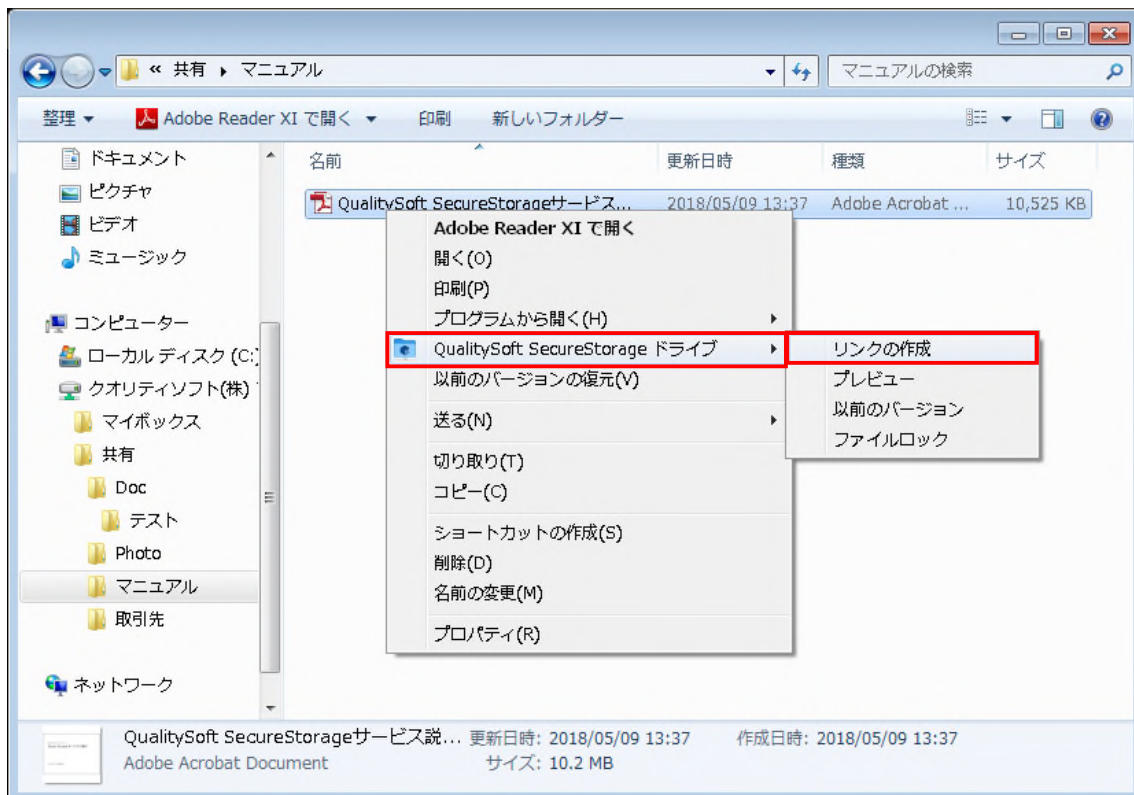 « 共有 ▸ マニュアル
マニュアルの検索
整理 ▼ Adobe Reader XI で開く ▼ 印刷 新しいフォルダー
ドキュメント
ピクチャ
ビデオ
ミュージック
コンピューター
ローカル ディスク (C:
クオリティソフト(株)
マイボックス
共有
Doc
テスト
Photo
マニュアル
取引先
ネットワーク
名前 更新日時 種類 サイズ
QualitySoft SecureStorageサービス... 2018/05/09 13:37 Adobe Acrobat ... 10,525 KB
Adobe Reader XI で開く
開く(O)
印刷(P)
プログラムから開く(H)
QualitySoft SecureStorage ドライブ
以前のバージョンの復元(V)
送る(N)
切り取り(T)
コピー(C)
ショートカットの作成(S)
削除(D)
名前の変更(M)
プロパティ(R)
リンクの作成
プレビュー
以前のバージョン
ファイルロック
QualitySoft SecureStorageサービス説... 更新日時: 2018/05/09 13:37 作成日時: 2018/05/09 13:37
Adobe Acrobat Document サイズ: 10.2 MB